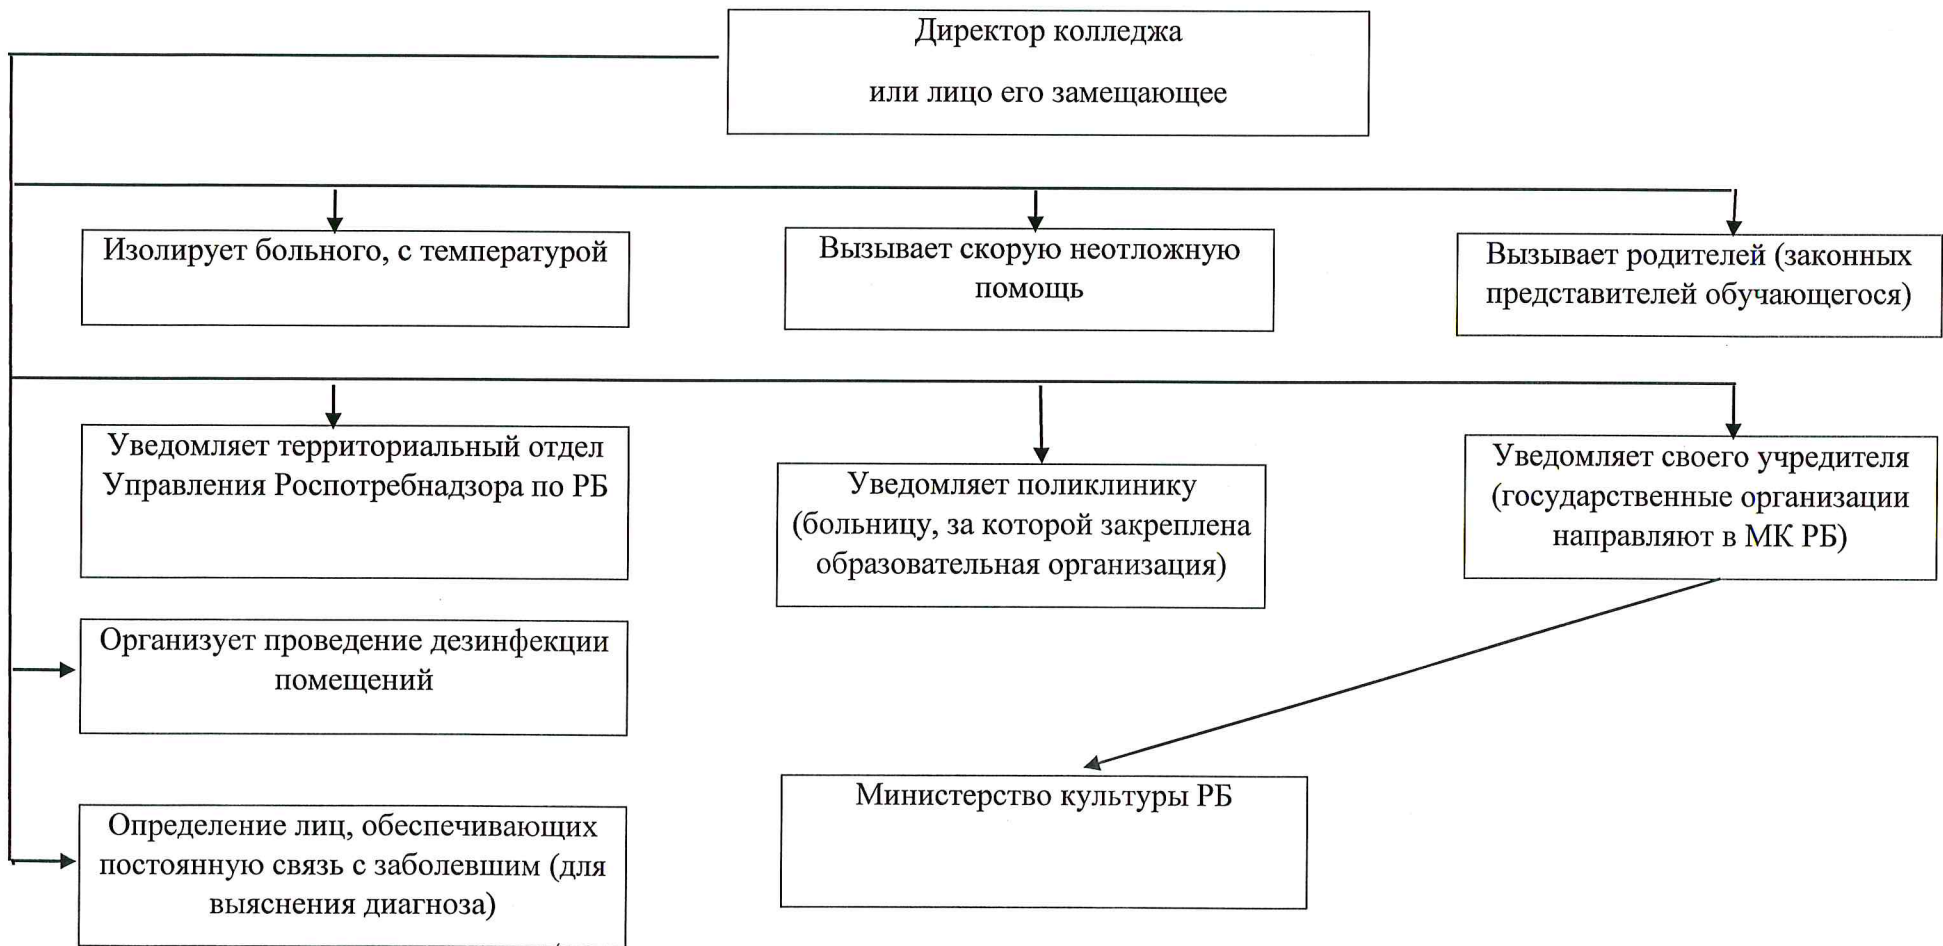 Директор колледжа
или лицо его замещающее
Изолирует больного, с температурой
Вызывает скорую неотложную
помощь
Вызывает родителей (законных
представителей обучающегося)
Уведомляет территориальный отдел
Управления Роспотребнадзора по РБ
Уведомляет поликлинику
(больницу, за которой закреплена
образовательная организация)
Уведомляет своего учредителя
(государственные организации
направляют в МК РБ)
Организует проведение дезинфекции
помещений
Министерство культуры РБ
Определение лиц, обеспечивающих
постоянную связь с заболевшим (для
выяснения диагноза)